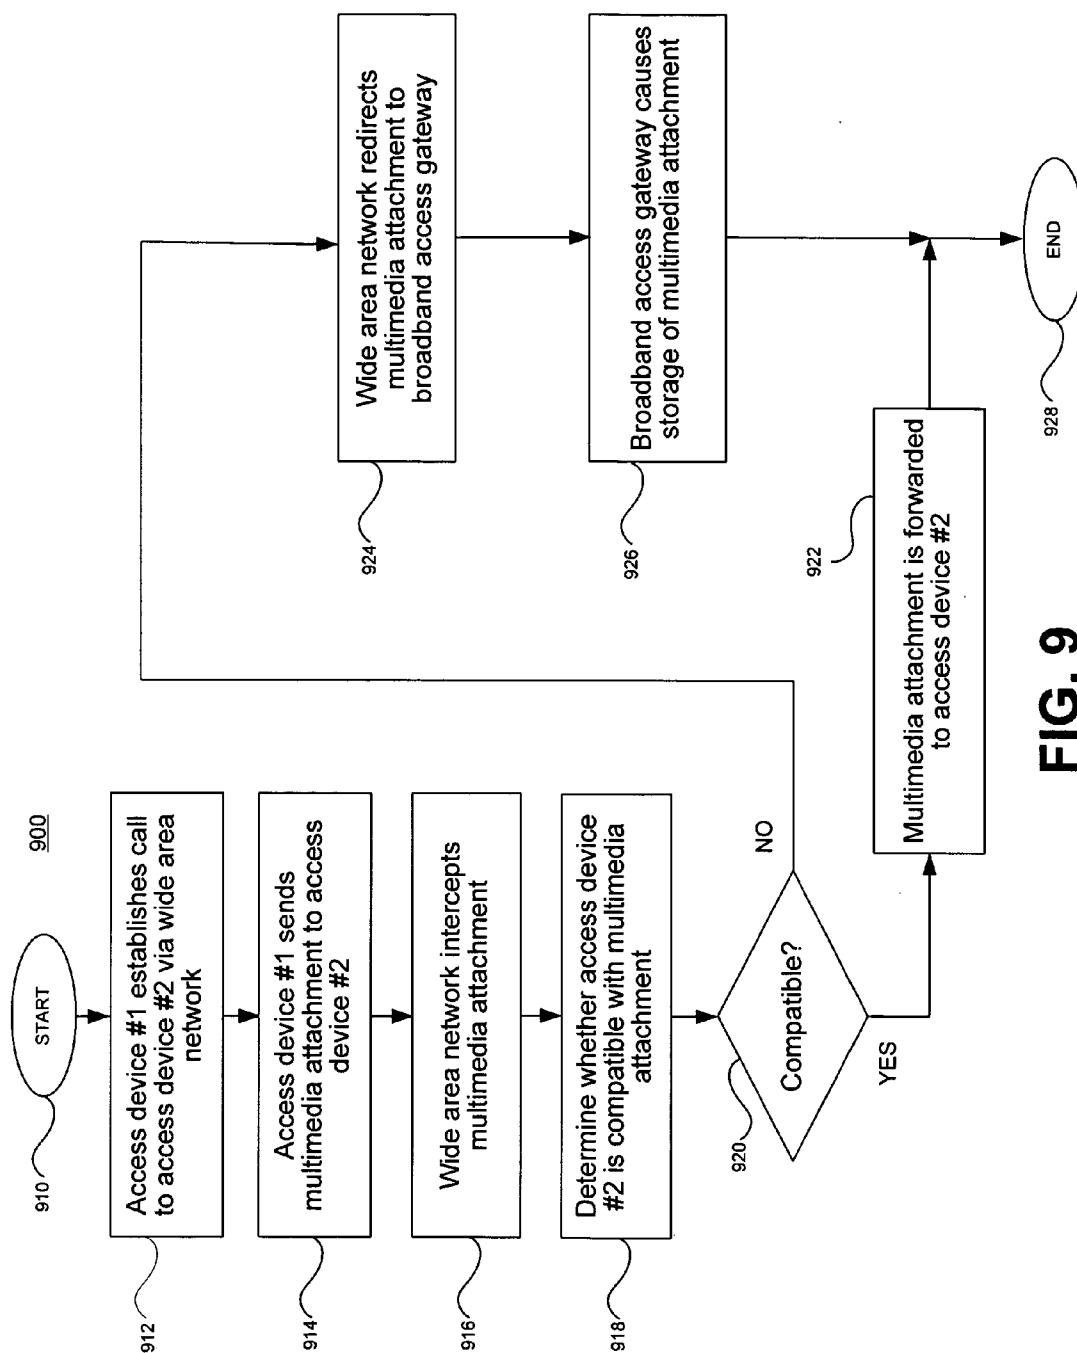 900
START
910
Access device #1 establishes call
to access device #2 via wide area
network
912
Access device #1 sends
multimedia attachment to access
device #2
914
Wide area network intercepts
multimedia attachment
916
Determine whether access device
#2 is compatible with multimedia
attachment
918
Compatible?
920
NO
YES
Multimedia attachment is forwarded
to access device #2
922
Wide area network redirects
multimedia attachment to
broadband access gateway
924
Broadband access gateway causes
storage of multimedia attachment
926
END
928
FIG. 9